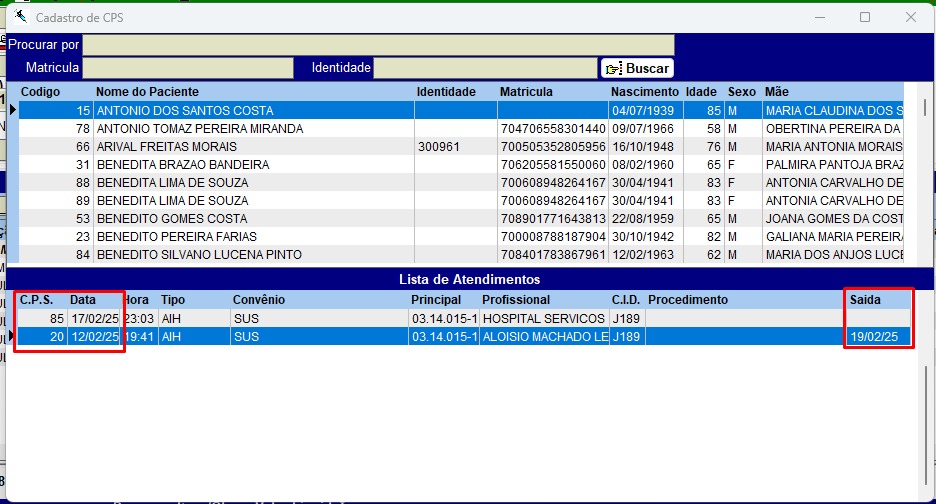 Cadastro de CPS
Procurar por
Matricula Identidade Buscar
Codigo Nome do Paciente Identidade Matricula Nascimento Idade Sexo Mãe
15 ANTONIO DOS SANTOS COSTA 04/07/1939 85 M MARIA CLAUDINA DOS S
78 ANTONIO TOMAZ PEREIRA MIRANDA 704706558301440 09/07/1966 58 M OBERTINA PEREIRA DA
66 ARIVAL FREITAS MORAIS 300961 700505352805956 16/10/1948 76 M MARIA ANTONIA MORAIS
31 BENEDITA BRAZAO BANDEIRA 706205581550060 08/02/1960 65 F PALMIRA PANTOJA BRAZ
88 BENEDITA LIMA DE SOUZA 700608948264167 30/04/1941 83 F ANTONIA CARVALHO DE
89 BENEDITA LIMA DE SOUZA 700608948264167 30/04/1941 83 F ANTONIA CARVALHO DE
53 BENEDITO GOMES COSTA 708901771643813 22/08/1959 65 M JOANA GOMES DA COST
23 BENEDITO PEREIRA FARIAS 700008788187904 30/10/1942 82 M GALIANA MARIA PEREIRA
84 BENEDITO SILVANO LUCENA PINTO 708401783867961 12/02/1963 62 M MARIA DOS ANJOS LUCE
Lista de Atendimentos
C.P.S. Data Hora Tipo Convênio Principal Profissional C.I.D. Procedimento Saida
85 17/02/25 23:03 AIH SUS 03.14.015-1 HOSPITAL SERVICOS J189
20 12/02/25 19:41 AIH SUS 03.14.015-1 ALOISIO MACHADO LE J189 19/02/25